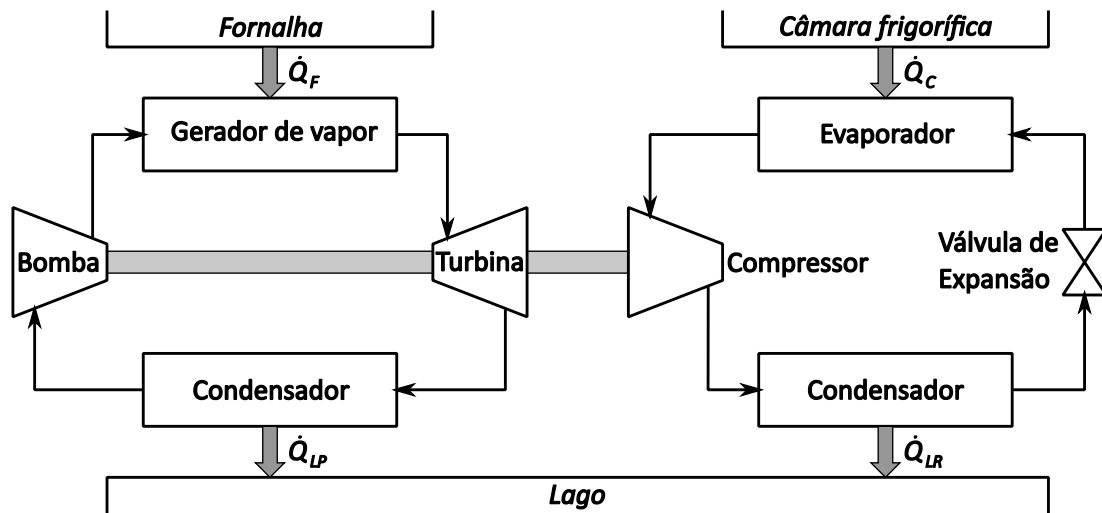 Fornalha
Câmara frigorífica
Q̇F
Q̇C
Gerador de vapor
Evaporador
Bomba
Turbina
Compressor
Válvula de
Expansão
Condensador
Condensador
Q̇LP
Q̇LR
Lago